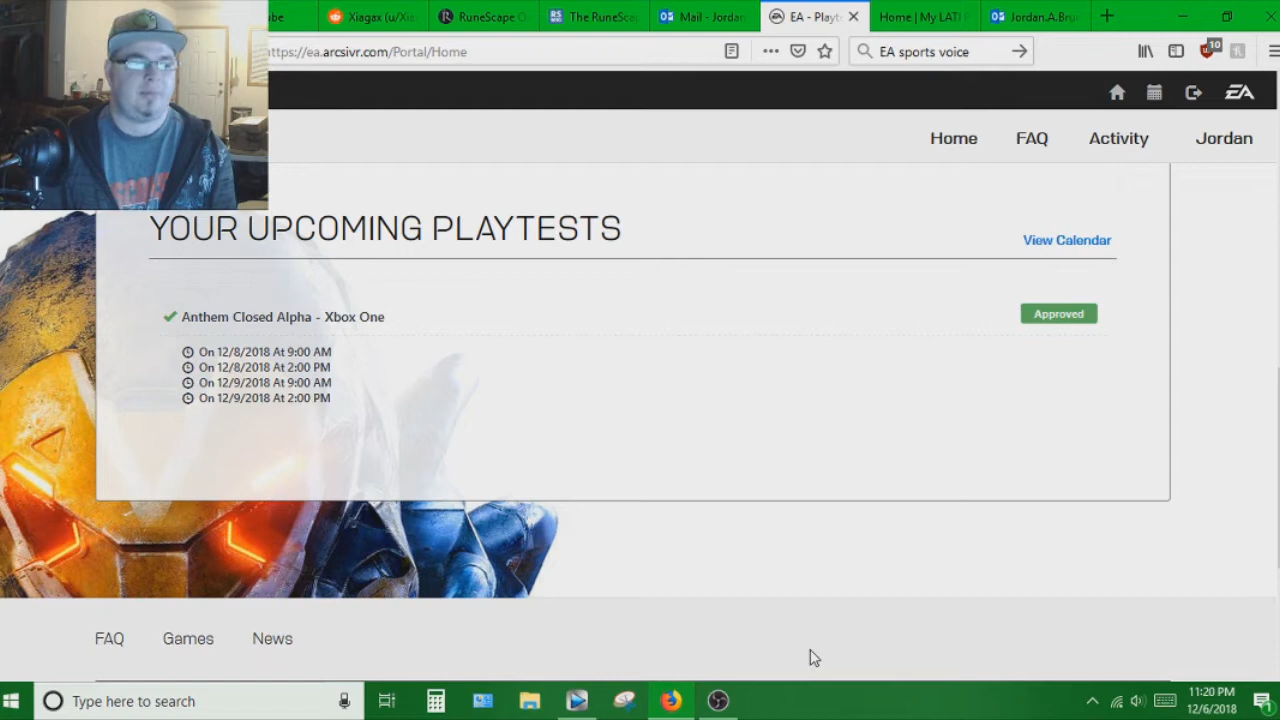 ube
Xiagax (u/Xia
RuneScape O
The RuneSca
Mail - Jordan
EA - Playt
Home | My LATI P
Jordan.A.Bru
https://ea.arcsivr.com/Portal/Home
EA sports voice
10
EA
Home FAQ Activity Jordan
YOUR UPCOMING PLAYTESTS
View Calendar
Anthem Closed Alpha - Xbox One
Approved
On 12/8/2018 At 9:00 AM
On 12/8/2018 At 2:00 PM
On 12/9/2018 At 9:00 AM
On 12/9/2018 At 2:00 PM
FAQ Games News
Type here to search
11:20 PM
12/6/2018
1